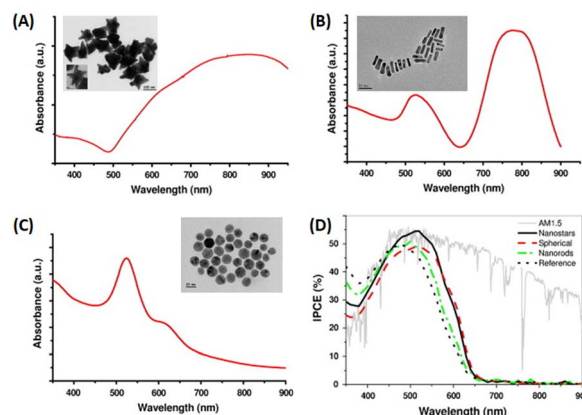 (A)
Absorbance (a.u.)
400 500 600 700 800 900
Wavelength (nm)
(B)
Absorbance (a.u.)
400 500 600 700 800 900
Wavelength (nm)
(C)
Absorbance (a.u.)
400 500 600 700 800 900
Wavelength (nm)
(D)
AM1.5
Nanostars
Spherical
Nanorods
Reference
IPCE (%)
60
50
40
30
20
10
0
400 500 600 700 800 900
Wavelength (nm)